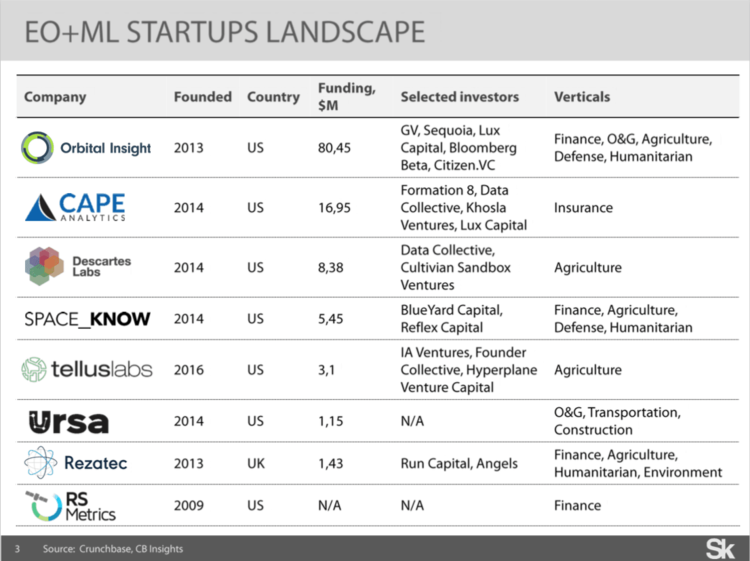 EO+ML STARTUPS LANDSCAPE
Company Founded Country Funding, $M Selected investors Verticals
Orbital Insight 2013 US 80,45 GV, Sequoia, Lux Capital, Bloomberg Beta, Citizen.VC Finance, O&G, Agriculture, Defense, Humanitarian
CAPE ANALYTICS 2014 US 16,95 Formation 8, Data Collective, Khosla Ventures, Lux Capital Insurance
Descartes Labs 2014 US 8,38 Data Collective, Cultivian Sandbox Ventures Agriculture
SPACE_KNOW 2014 US 5,45 BlueYard Capital, Reflex Capital Finance, Agriculture, Defense, Humanitarian
telluslabs 2016 US 3,1 IA Ventures, Founder Collective, Hyperplane Venture Capital Agriculture
Ursa 2014 US 1,15 N/A O&G, Transportation, Construction
Rezatec 2013 UK 1,43 Run Capital, Angels Finance, Agriculture, Humanitarian, Environment
RS Metrics 2009 US N/A N/A Finance
3 Source: Crunchbase, CB Insights Sk